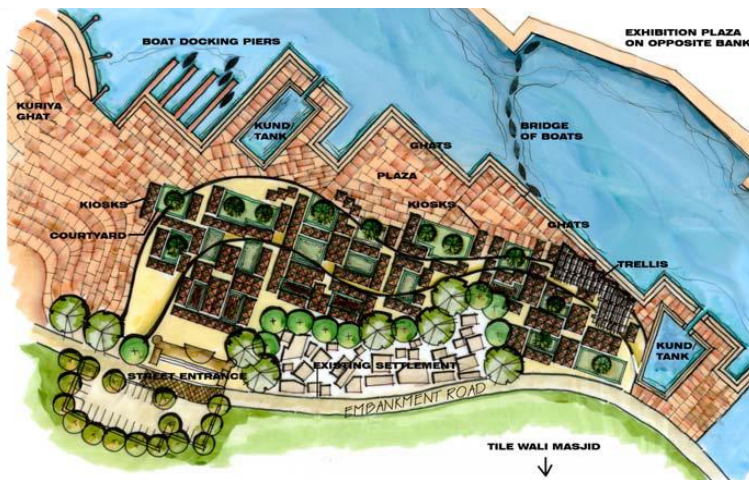 EXHIBITION PLAZA
ON OPPOSITE BANK
BOAT DOCKING PIERS
KURIYA
GHAT
KUND/
TANK
BRIDGE
OF BOATS
GHATS
PLAZA
KIOSKS
KIOSKS
COURTYARD
GHATS
TRELLIS
KUND/
TANK
STREET ENTRANCE
EXISTING SETTLEMENT
EMBANKMENT ROAD
TILE WALI MASJID